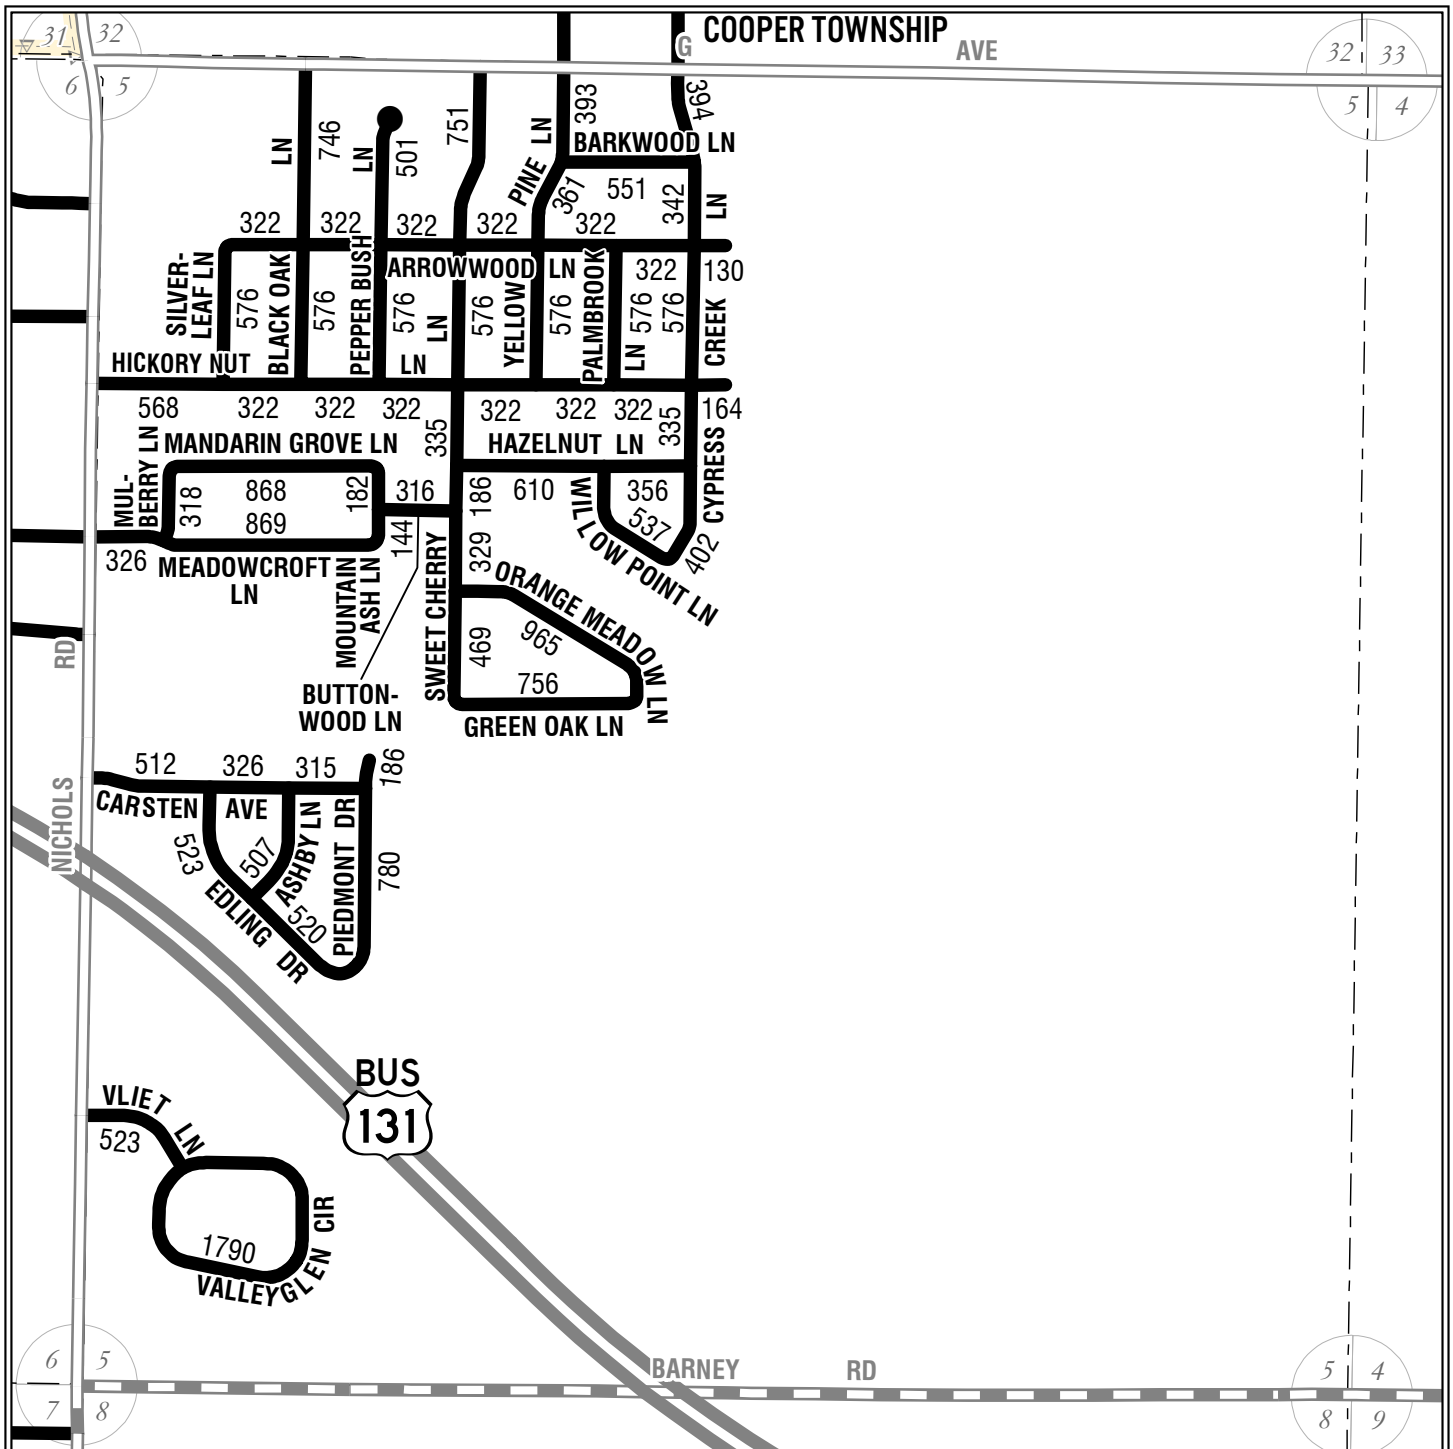 COOPER TOWNSHIP
31 32
6 5
G AVE
32 33
5 4
LN
746
LN
501
751
PINE LN
393
394
BARKWOOD LN
361
551
342
LN
322 322 322 322 322
SILVER-
LEAF LN
576
BLACK OAK
576
PEPPER BUSH
ARROWWOOD LN
576
LN
576
YELLOW
576
PALMBROOK
322
130
LN
576
576
CREEK
HICKORY NUT LN
568 322 322 322 322 322 322 164
MUL-
BERRY LN
MANDARIN GROVE LN
335
HAZELNUT LN
335
CYPRESS
318
868
869
182
316
144
186
610
356
537
402
WILLOW POINT LN
326
MEADOWCROFT
LN
MOUNTAIN
ASH LN
SWEET CHERRY
329
ORANGE MEADOW LN
965
469
756
GREEN OAK LN
BUTTON-
WOOD LN
NICHOLS RD
512 326 315
186
CARSTEN AVE
523
507
ASHBY LN
PIEDMONT DR
780
EDLING DR
520
BUS
131
VLIET LN
523
1790
VALLEYGLEN CIR
BARNEY RD
6 5
7 8
5 4
8 9